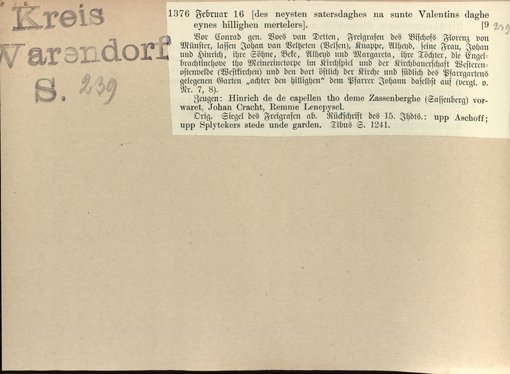 Kreis
Warendorf
S. 239
1376 Februar 16 [des neysten satersdaghes na sunte Valentins daghe
eynes hillighen mertelers]. [9
239
Vor Conrad gen. Voes van Detten, Freigrafen des Bischofs Florenz von
Münster, lassen Johan van Velseten (Velsen), Knappe, Alheyd, seine Frau, Johan
und Hinrich, ihre Söhne, Beke, Alheyd und Margareta, ihre Töchter, die Engel-
brachtinchove tho Meinerinctorpe im Kirchspiel und der Kirchbauerschaft Westeren-
ostenvelde (Westkirchen) und den dort östlich der Kirche und südlich des Pfarrgartens
gelegenen Garten „achter den hillighen“ dem Pfarrer Johann daselbst auf (vergl. o.
Nr. 7, 8).
Zeugen: Hinrich de de capellen tho deme Zassenberghe (Sassenberg) vor-
waret, Johan Cracht, Remme Lenepysel.
Orig. Siegel des Freigrafen ab. Rückschrift des 15. Jhdts.: upp Aschoff;
upp Splytekers stede unde garden. Tibus S. 1241.